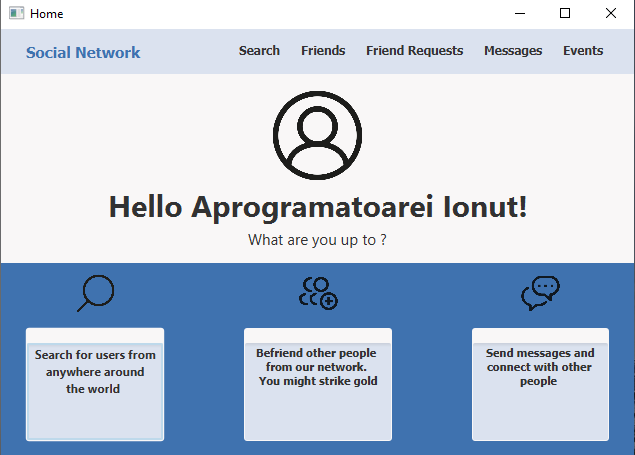 Home
Social Network
Search Friends Friend Requests Messages Events
Hello Aprogramatoarei Ionut!
What are you up to ?
Search for users from
anywhere around
the world
Befriend other people
from our network.
You might strike gold
Send messages and
connect with other
people